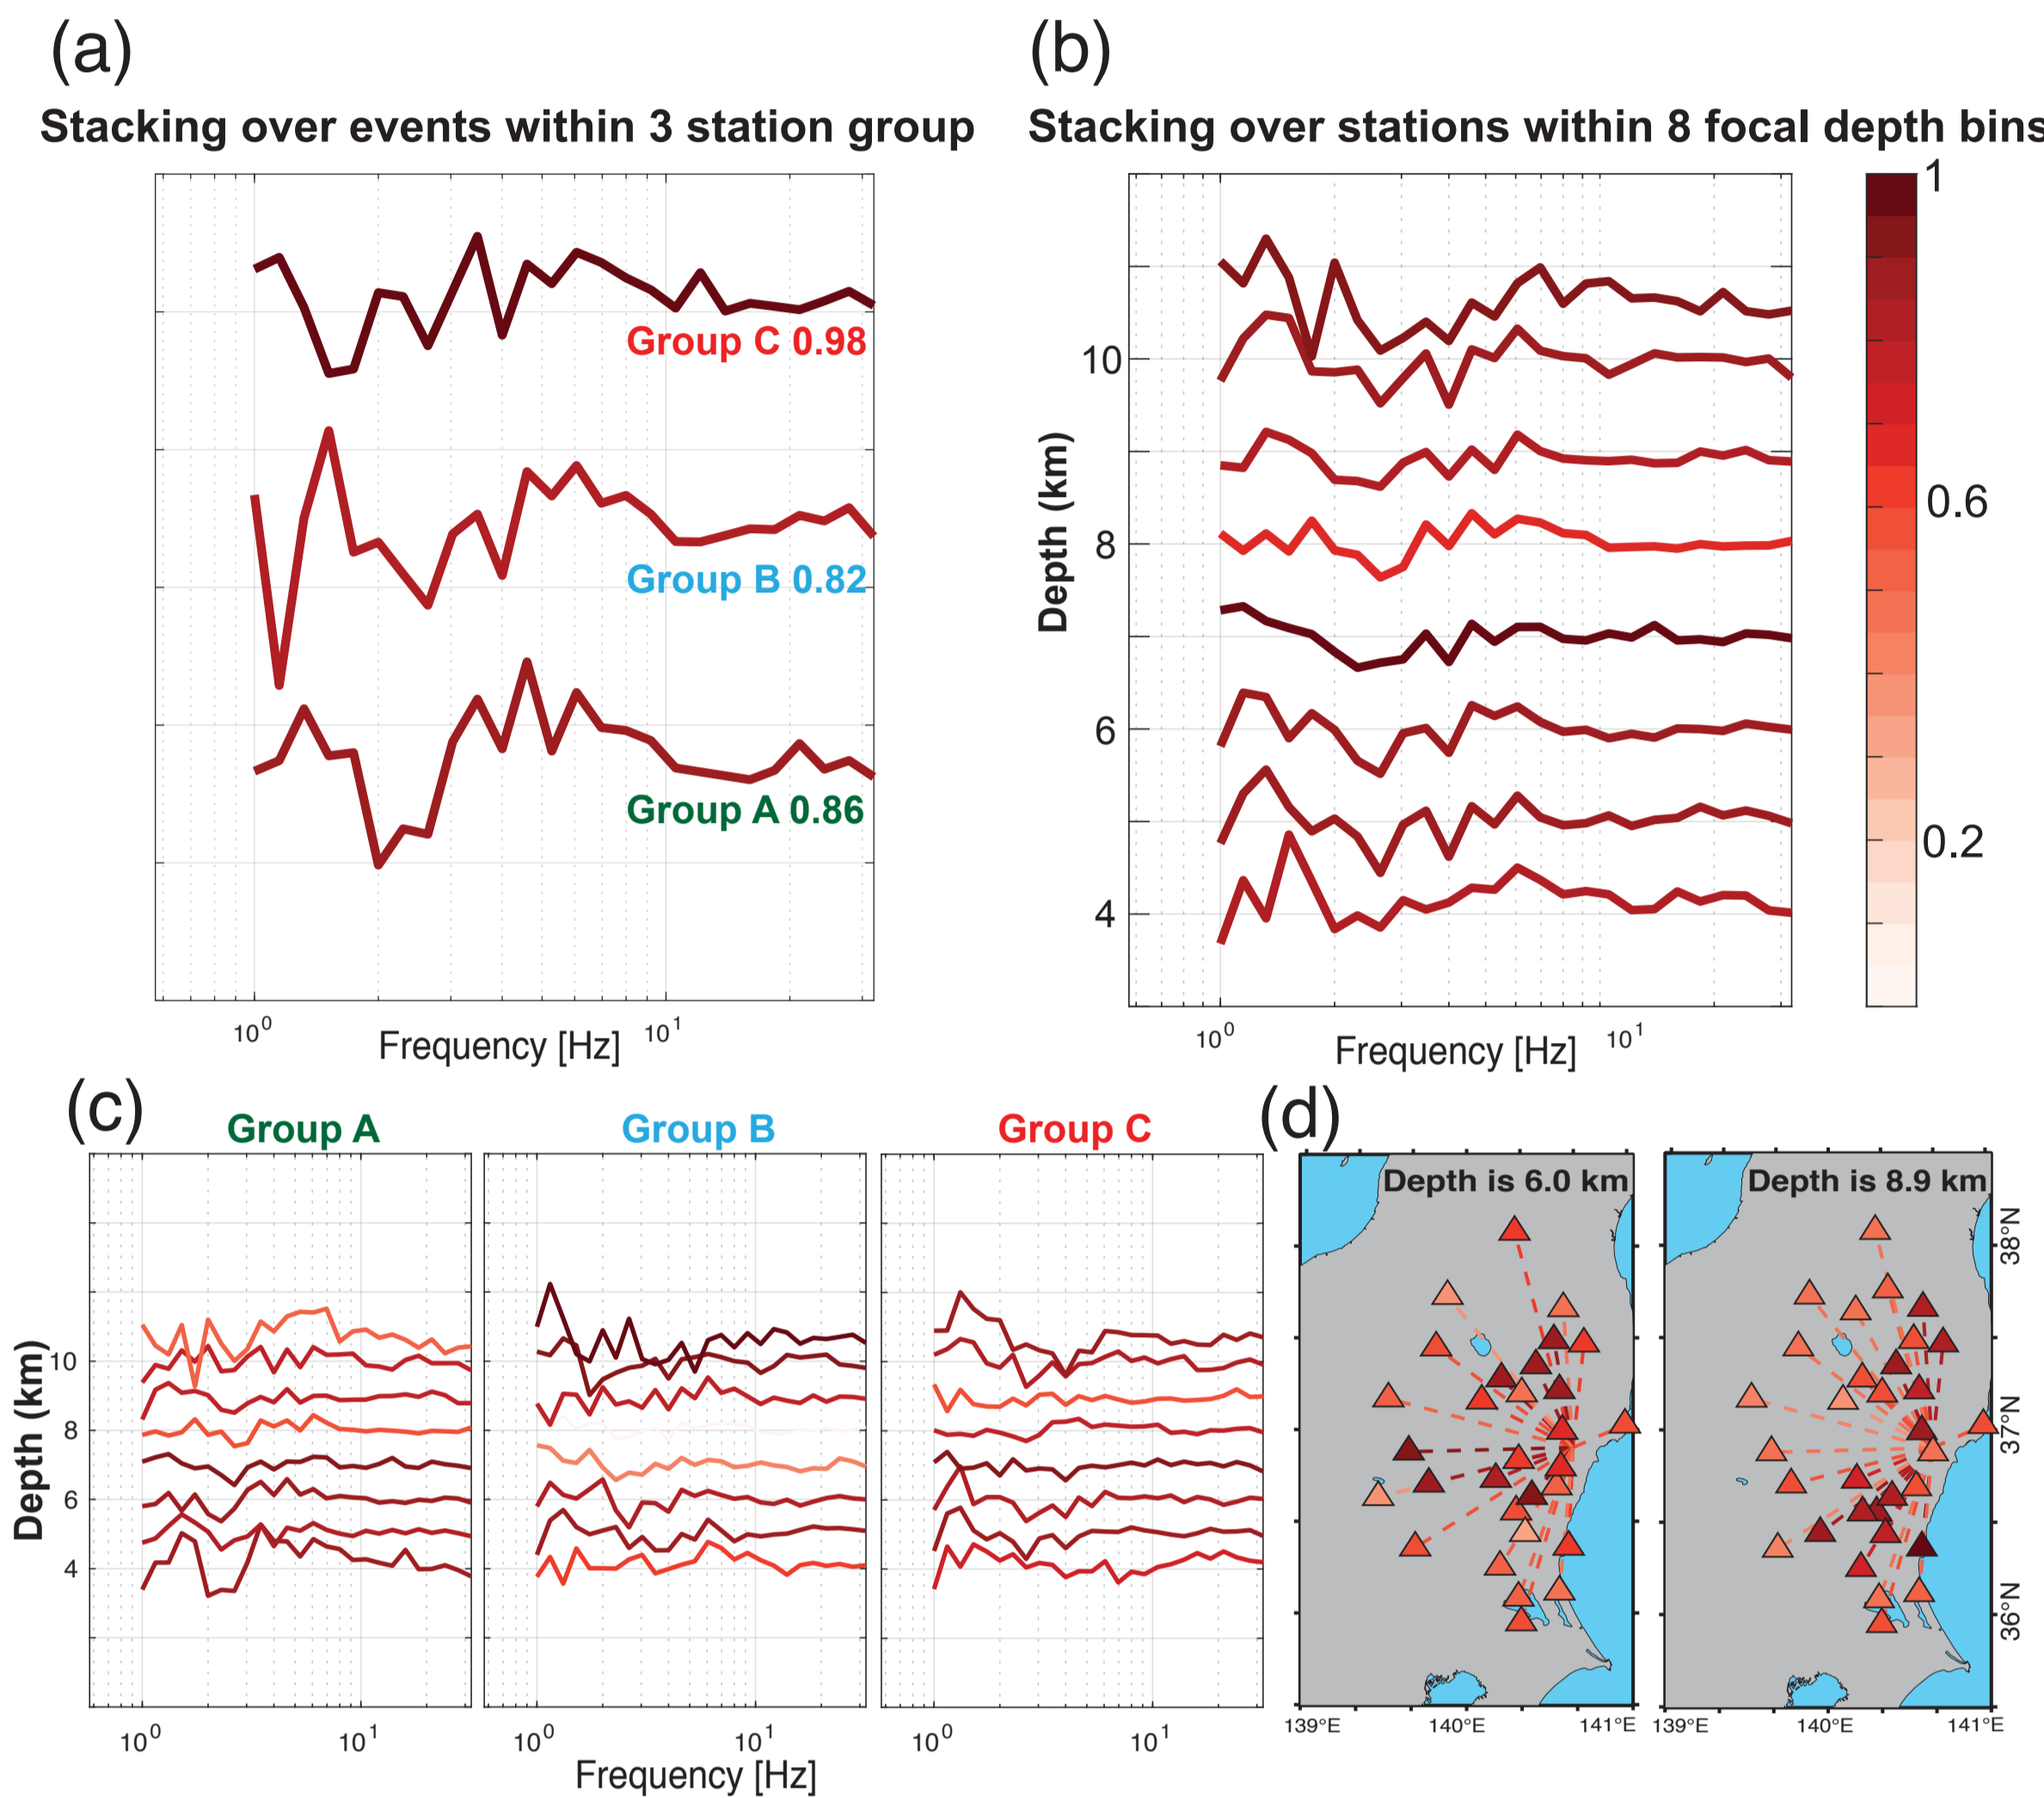 (a)
Stacking over events within 3 station group
Group C 0.98
Group B 0.82
Group A 0.86
10⁰
10¹
Frequency [Hz]
(b)
Stacking over stations within 8 focal depth bins
Depth (km)
10
8
6
4
10⁰
10¹
Frequency [Hz]
1
0.6
0.2
(c)
Group A
Group B
Group C
Depth (km)
10
8
6
4
10⁰
10¹
10⁰
10¹
10⁰
10¹
Frequency [Hz]
(d)
Depth is 6.0 km
Depth is 8.9 km
38°N
37°N
36°N
139°E
140°E
141°E
139°E
140°E
141°E